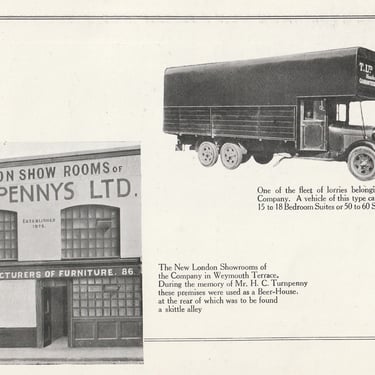 T. TUR
One of the fleet of lorries belongi
Company. A vehicle of this type ca
15 to 18 Bedroom Suites or 50 to 60 S
ON SHOW ROOMS OF
PENNYS LTD.
ESTABLISHED
1875.
CTURERS OF FURNITURE. 86
The New London Showrooms of
the Company in Weymouth Terrace.
During the memory of Mr. H. C. Turnpenny
these premises were used as a Beer-House,
at the rear of which was to be found
a skittle alley